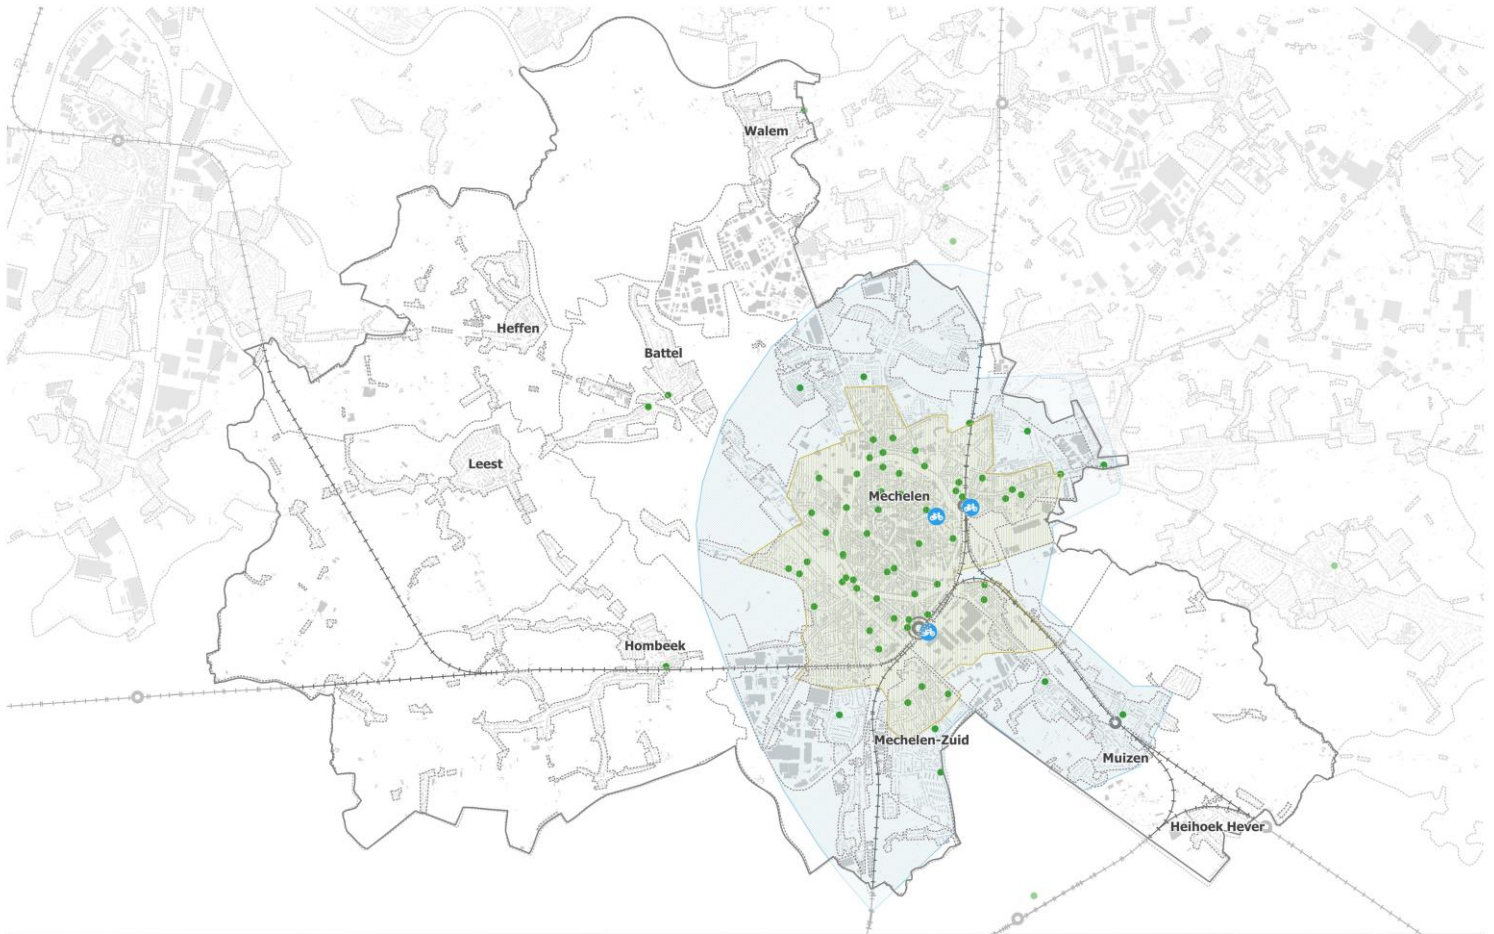 Walem
Heffen
Battel
Leest
Mechelen
Hombeek
Mechelen-Zuid
Muizen
Heihoek Hever